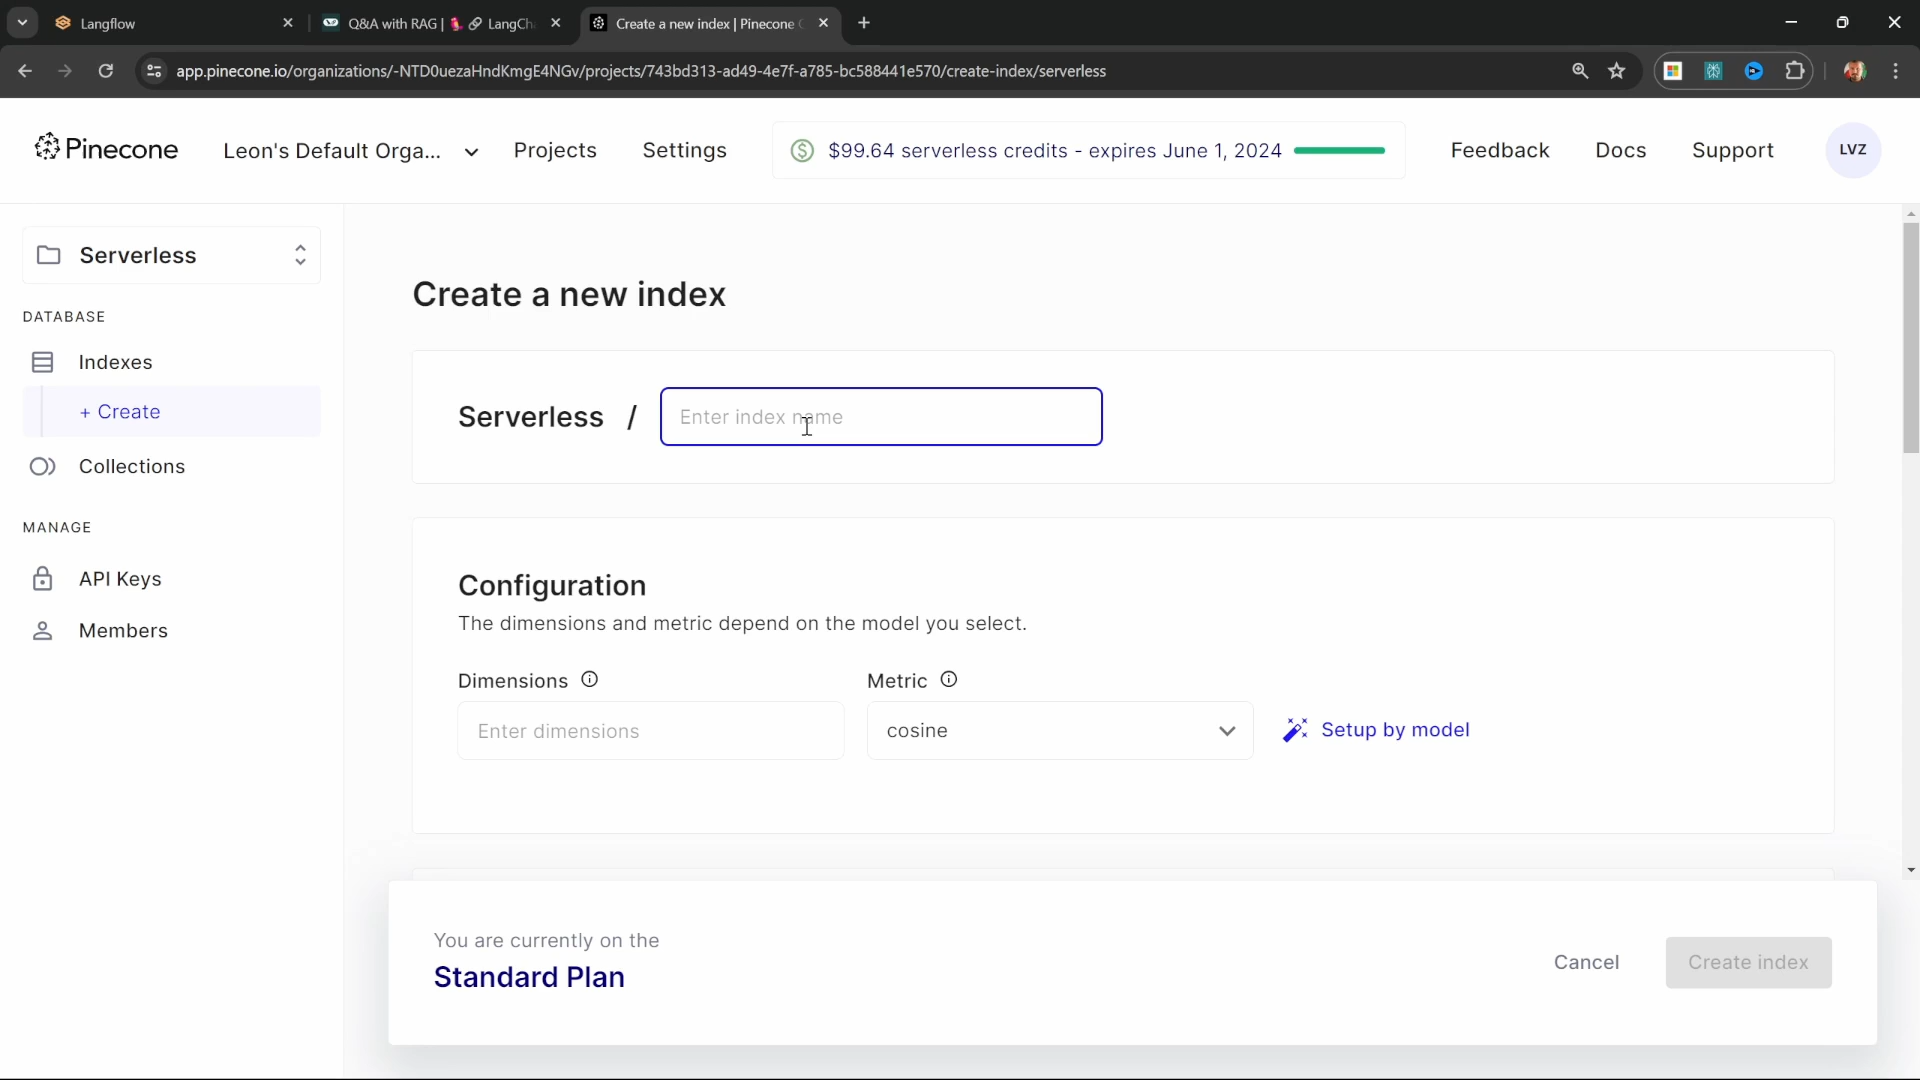 Langflow
Q&A with RAG | 🦜🔗 LangCh
Create a new index | Pinecone
app.pinecone.io/organizations/-NTD0uezaHndKmgE4NGv/projects/743bd313-ad49-4e7f-a785-bc588441e570/create-index/serverless
Pinecone
Leon's Default Orga...
Projects
Settings
$99.64 serverless credits - expires June 1, 2024
Feedback
Docs
Support
LVZ
Serverless
DATABASE
Indexes
+ Create
Collections
MANAGE
API Keys
Members
Create a new index
Serverless / Enter index name
Configuration
The dimensions and metric depend on the model you select.
Dimensions
Metric
Enter dimensions
cosine
Setup by model
You are currently on the
Standard Plan
Cancel
Create index